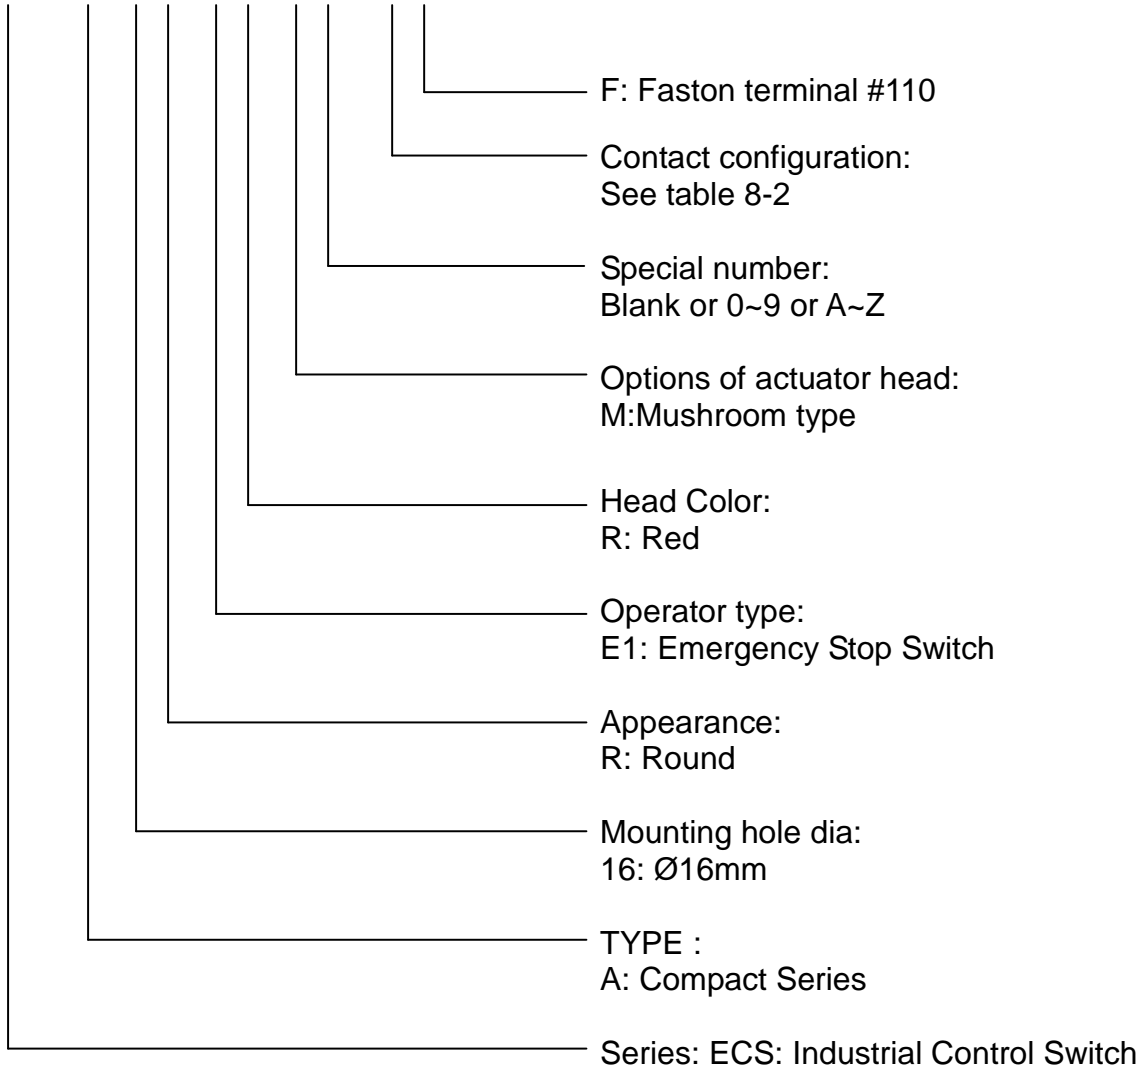 F: Faston terminal #110
Contact configuration:
See table 8-2
Special number:
Blank or 0~9 or A~Z
Options of actuator head:
M:Mushroom type
Head Color:
R: Red
Operator type:
E1: Emergency Stop Switch
Appearance:
R: Round
Mounting hole dia:
16: Ø16mm
TYPE :
A: Compact Series
Series: ECS: Industrial Control Switch